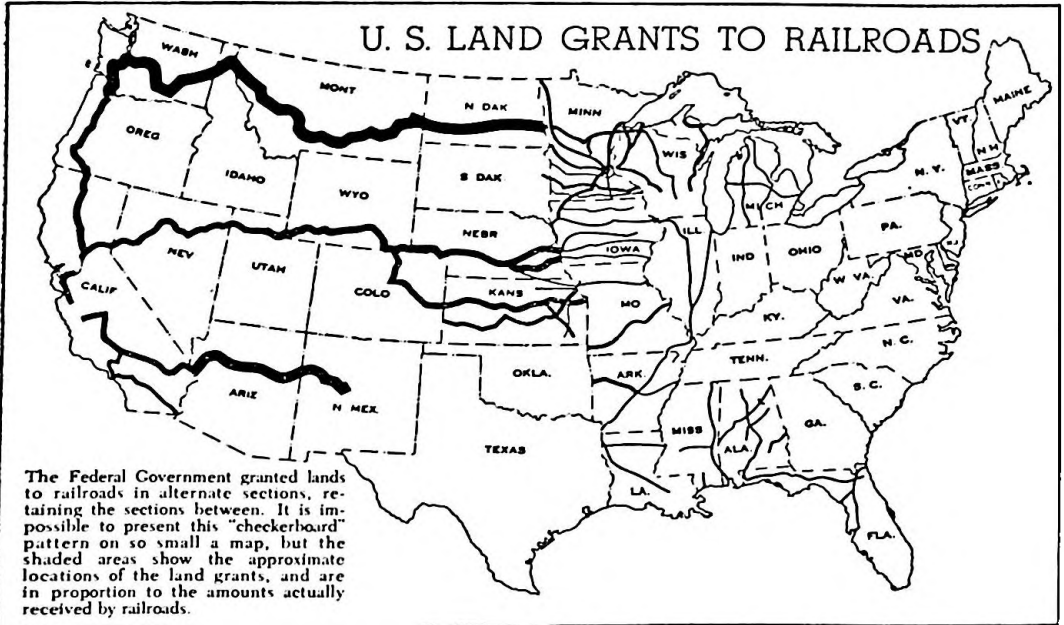 U. S. LAND GRANTS TO RAILROADS
WASH
MONT
N DAK
MINN
MAINE
VT.
N H
MASS
CONN
OREG
IDAHO
WYO
S DAK
WIS
MICH
N. Y.
NEBR
IOWA
ILL
IND
OHIO
PA.
N J
MD
NEV
UTAH
CALIF
COLO
KANS
MO
W VA.
VA.
KY.
ARIZ
N MEX
OKLA.
ARK
TENN.
N. C.
S. C.
TEXAS
MISS
ALA.
GA.
LA.
FLA.
The Federal Government granted lands
to railroads in alternate sections, re-
taining the sections between. It is im-
possible to present this "checkerboard"
pattern on so small a map, but the
shaded areas show the approximate
locations of the land grants, and are
in proportion to the amounts actually
received by railroads.